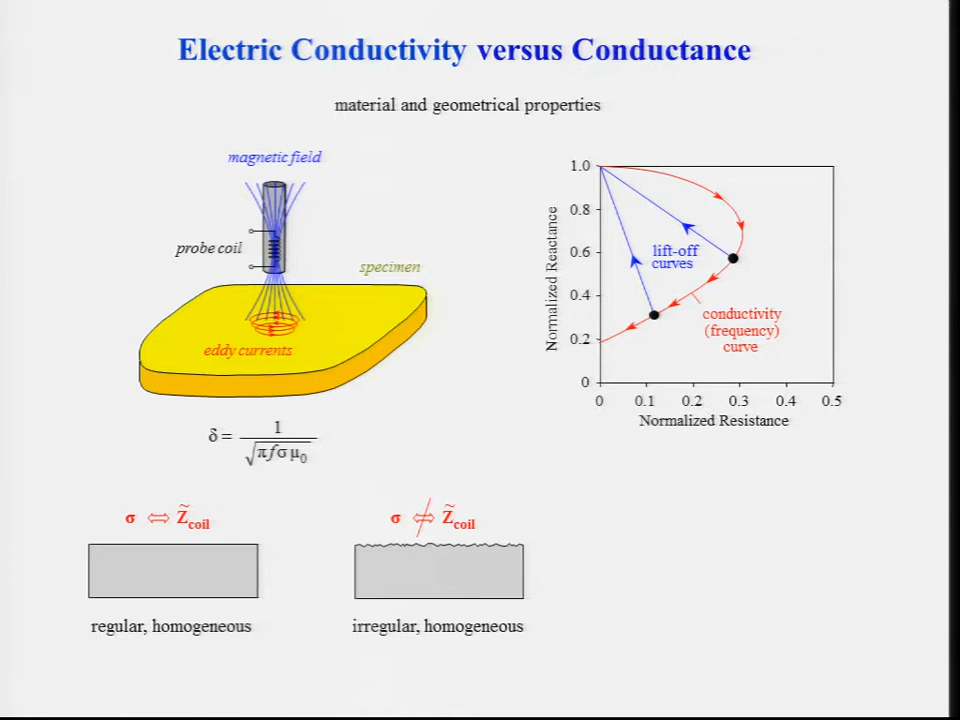 Electric Conductivity versus Conductance
material and geometrical properties
magnetic field
probe coil
specimen
eddy currents
δ = 1 / √(π f σ μ₀)
Normalized Reactance
1.0
0.8
0.6
0.4
0.2
0
lift-off
curves
conductivity
(frequency)
curve
0 0.1 0.2 0.3 0.4 0.5
Normalized Resistance
σ ⇔ Z̃coil
σ ⇎ Z̃coil
regular, homogeneous
irregular, homogeneous